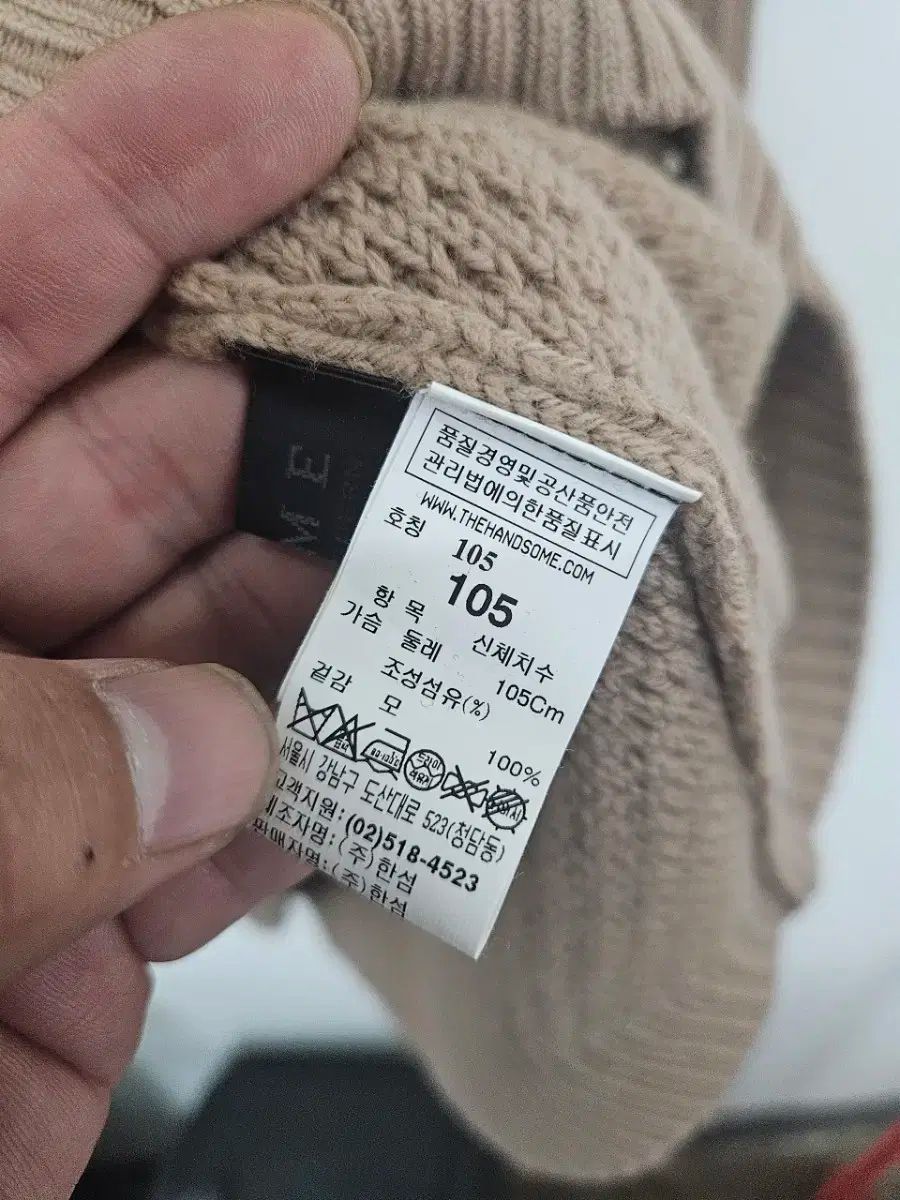 품질경영및공산품안전
관리법에의한품질표시
WWW.THEHANDSOME.COM
호칭 105
105
항 목 신체치수
가슴 둘레 105Cm
겉감 조성섬유(%)
모 100%
서울시 강남구 도산대로 523(청담동)
고객지원:(02)518-4523
제조자명:(주)한섬
판매자명:(주)한섬
M E